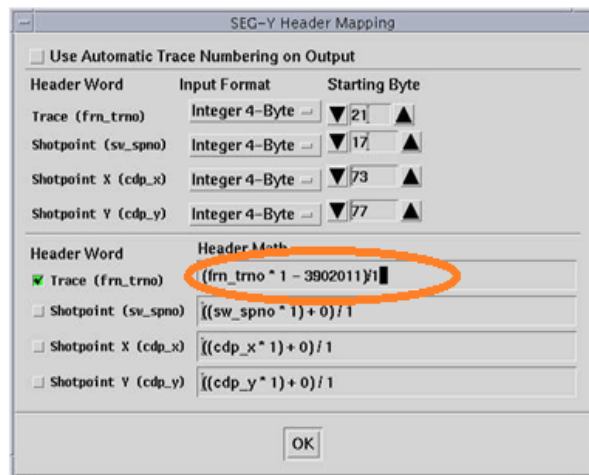 SEG-Y Header Mapping
Use Automatic Trace Numbering on Output
Header Word Input Format Starting Byte
Trace (frn_trno) Integer 4-Byte 21
Shotpoint (sw_spno) Integer 4-Byte 17
Shotpoint X (cdp_x) Integer 4-Byte 73
Shotpoint Y (cdp_y) Integer 4-Byte 77
Header Word Header Math
Trace (frn_trno) (frn_trno * 1 - 3902011)/1
Shotpoint (sw_spno) ((sw_spno * 1) + 0) / 1
Shotpoint X (cdp_x) ((cdp_x * 1) + 0) / 1
Shotpoint Y (cdp_y) ((cdp_y * 1) + 0) / 1
OK